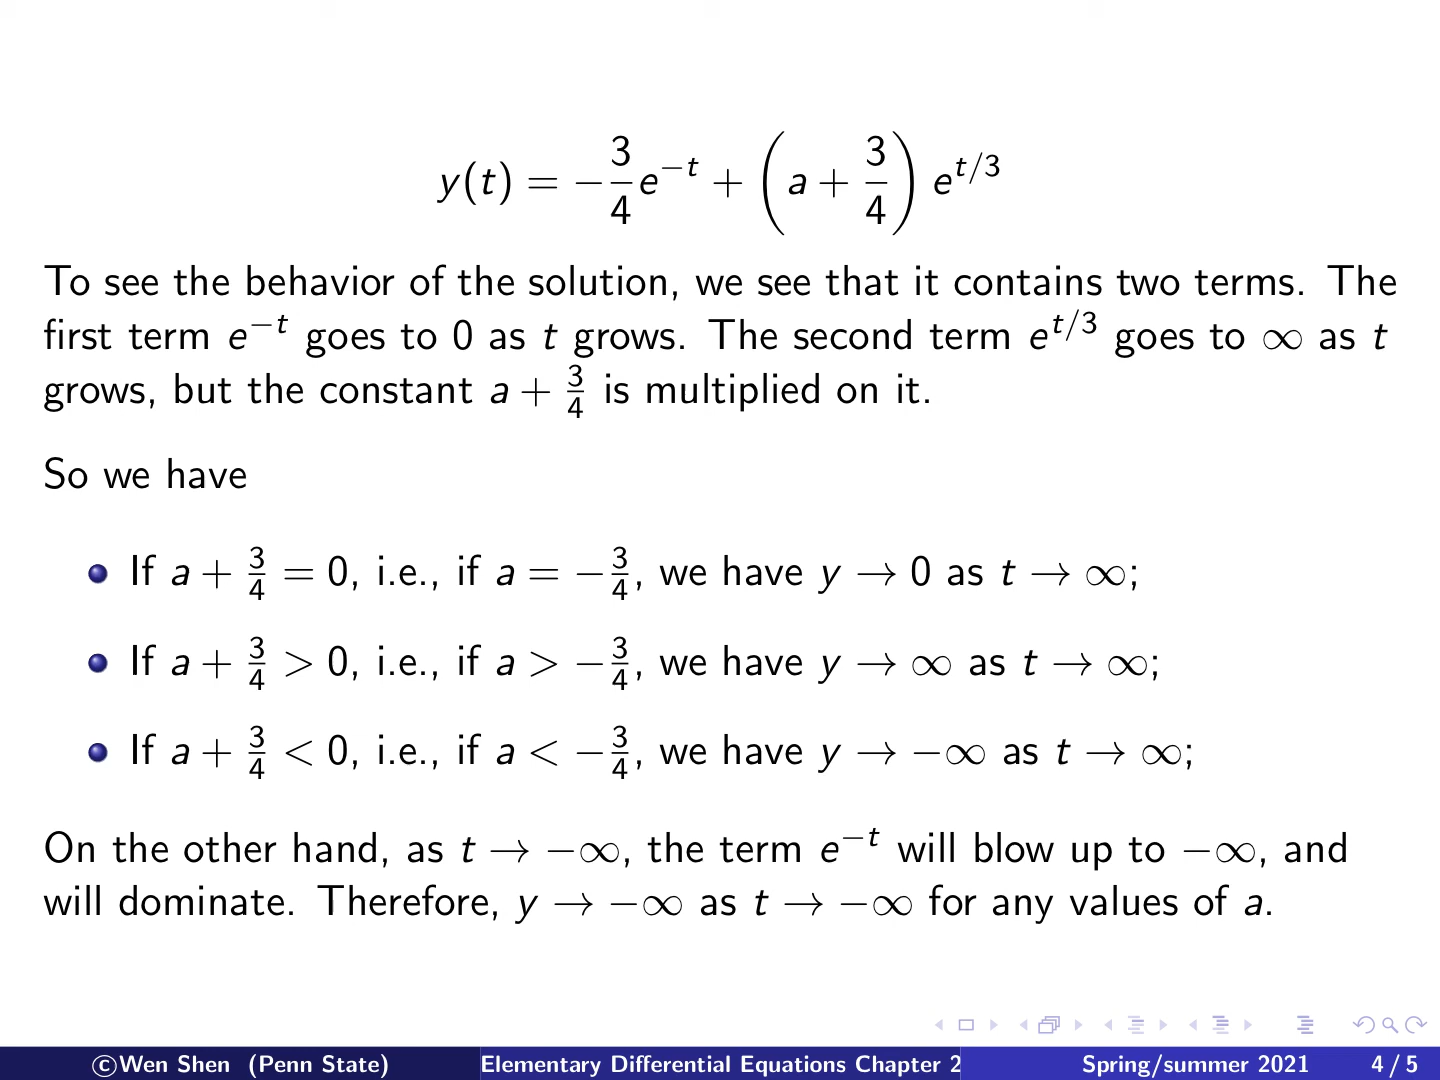 y(t) = −3/4 e^{−t} + (a + 3/4) e^{t/3}
To see the behavior of the solution, we see that it contains two terms. The
first term e^{−t} goes to 0 as t grows. The second term e^{t/3} goes to ∞ as t
grows, but the constant a + 3/4 is multiplied on it.
So we have
If a + 3/4 = 0, i.e., if a = −3/4, we have y → 0 as t → ∞;
If a + 3/4 > 0, i.e., if a > −3/4, we have y → ∞ as t → ∞;
If a + 3/4 < 0, i.e., if a < −3/4, we have y → −∞ as t → ∞;
On the other hand, as t → −∞, the term e^{−t} will blow up to −∞, and
will dominate. Therefore, y → −∞ as t → −∞ for any values of a.
©Wen Shen (Penn State) Elementary Differential Equations Chapter 2 Spring/summer 2021 4 / 5